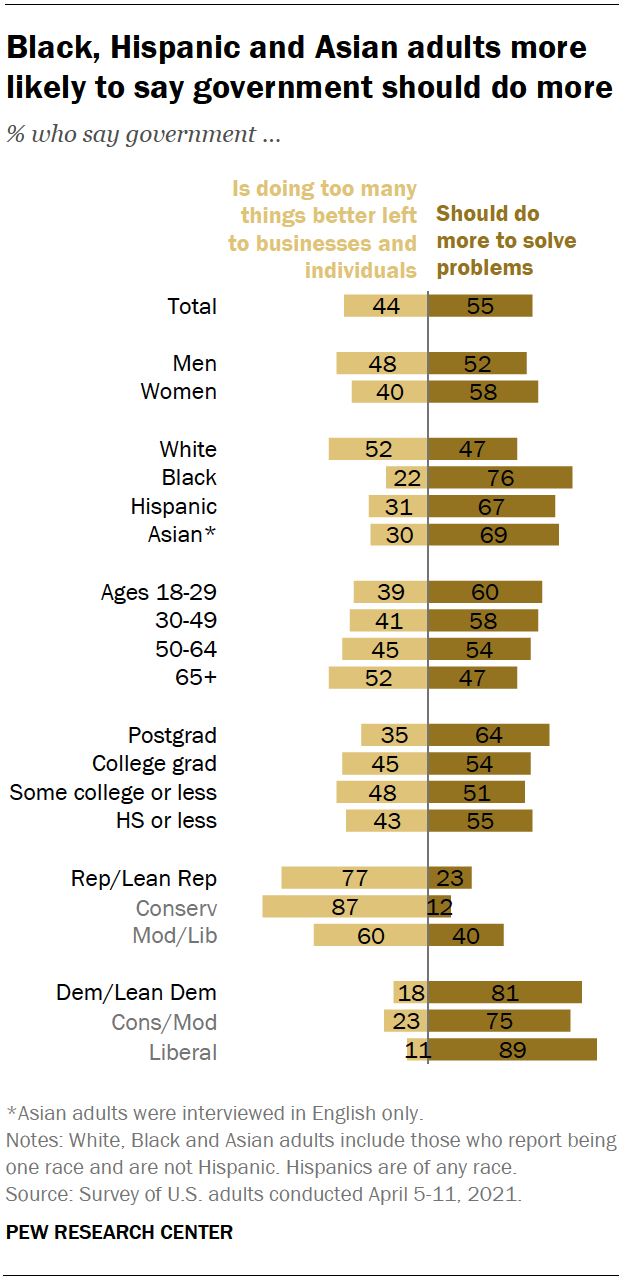 Black, Hispanic and Asian adults more
likely to say government should do more
% who say government ...
Is doing too many
things better left
to businesses and
individuals
Should do
more to solve
problems
Total 44 55
Men 48 52
Women 40 58
White 52 47
Black 22 76
Hispanic 31 67
Asian* 30 69
Ages 18-29 39 60
30-49 41 58
50-64 45 54
65+ 52 47
Postgrad 35 64
College grad 45 54
Some college or less 48 51
HS or less 43 55
Rep/Lean Rep 77 23
Conserv 87 12
Mod/Lib 60 40
Dem/Lean Dem 18 81
Cons/Mod 23 75
Liberal 11 89
*Asian adults were interviewed in English only.
Notes: White, Black and Asian adults include those who report being
one race and are not Hispanic. Hispanics are of any race.
Source: Survey of U.S. adults conducted April 5-11, 2021.
PEW RESEARCH CENTER